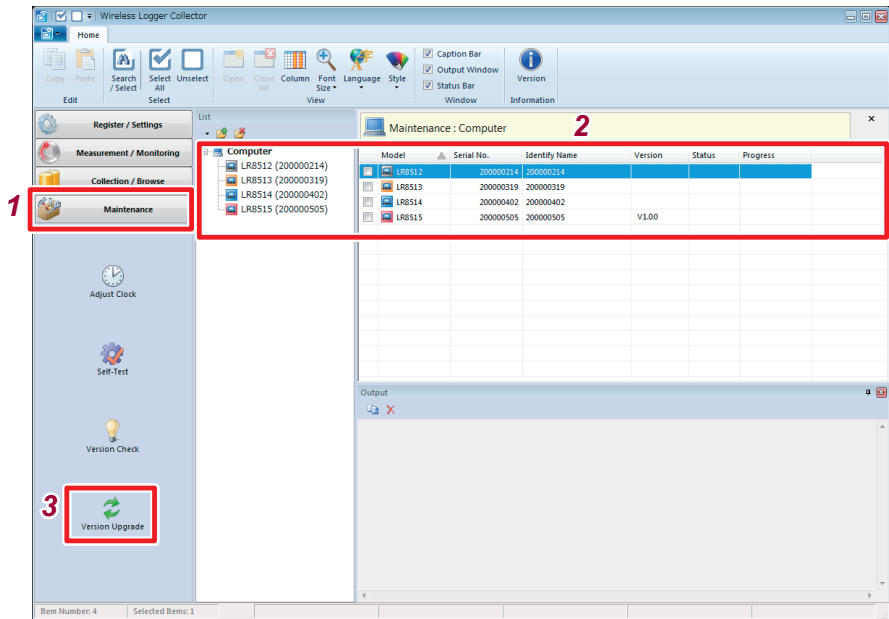 Wireless Logger Collector
Home
Copy Paste Search / Select Select All Unselect Open Close All Column Font Size Language Style
Caption Bar
Output Window
Status Bar
Version
Edit Select View Window Information
Register / Settings
Measurement / Monitoring
Collection / Browse
1
Maintenance
Adjust Clock
Self-Test
Version Check
3
Version Upgrade
List
Computer
LR8512 (200000214)
LR8513 (200000319)
LR8514 (200000402)
LR8515 (200000505)
Maintenance : Computer
2
Model Serial No. Identify Name Version Status Progress
LR8512 200000214 200000214
LR8513 200000319 200000319
LR8514 200000402 200000402
LR8515 200000505 200000505 V1.00
Output
Item Number: 4 Selected Items: 1